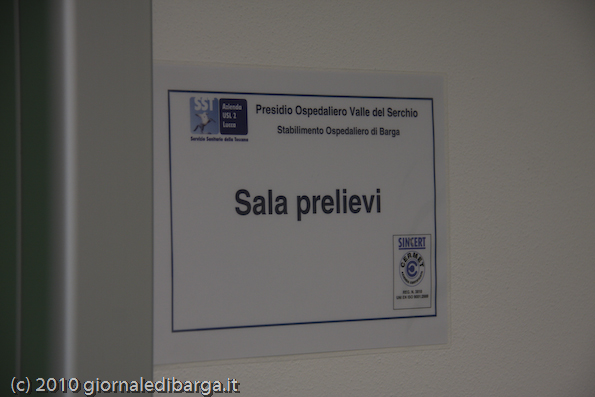 SST
Azienda
USL 2
Lucca
Servizio Sanitario della Toscana
Presidio Ospedaliero Valle del Serchio
Stabilimento Ospedaliero di Barga
Sala prelievi
SINCERT
CERMET
(c) 2010 giornaledibarga.it